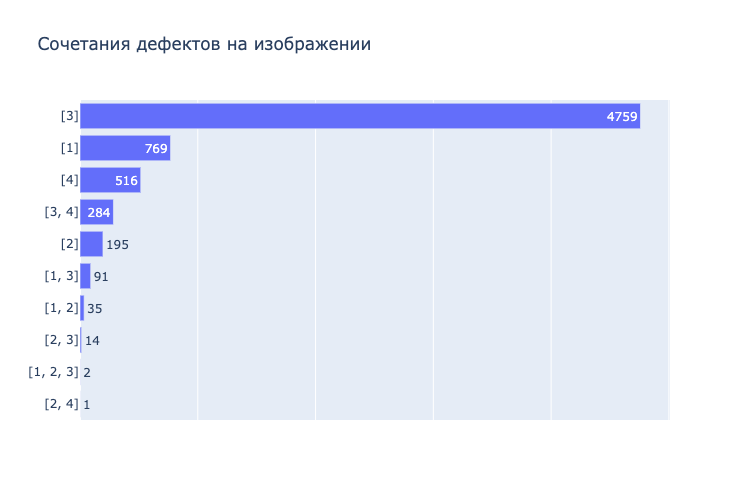 Сочетания дефектов на изображении
[3] 4759
[1] 769
[4] 516
[3, 4] 284
[2] 195
[1, 3] 91
[1, 2] 35
[2, 3] 14
[1, 2, 3] 2
[2, 4] 1